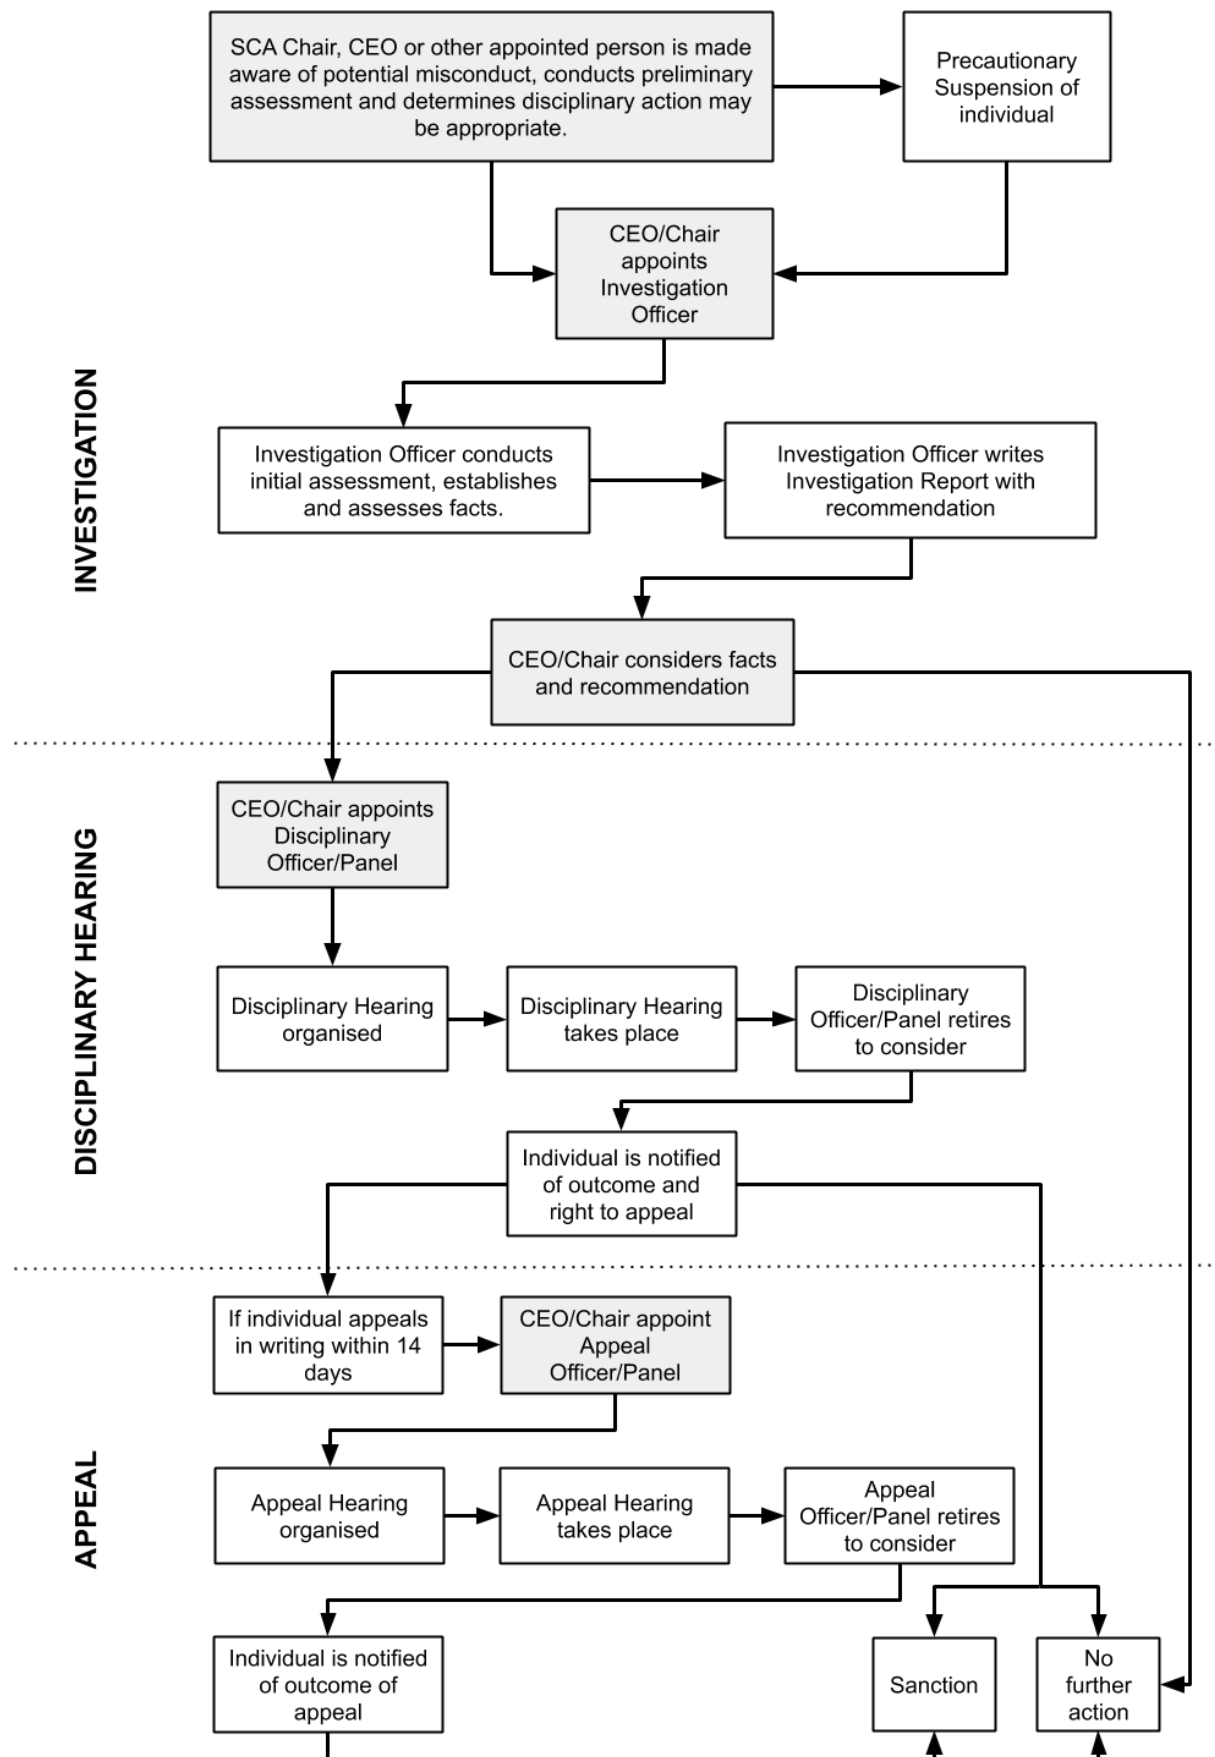 SCA Chair, CEO or other appointed person is made
aware of potential misconduct, conducts preliminary
assessment and determines disciplinary action may
be appropriate.
Precautionary
Suspension of
individual
CEO/Chair
appoints
Investigation
Officer
INVESTIGATION
Investigation Officer conducts
initial assessment, establishes
and assesses facts.
Investigation Officer writes
Investigation Report with
recommendation
CEO/Chair considers facts
and recommendation
DISCIPLINARY HEARING
CEO/Chair appoints
Disciplinary
Officer/Panel
Disciplinary Hearing
organised
Disciplinary Hearing
takes place
Disciplinary
Officer/Panel retires
to consider
Individual is notified
of outcome and
right to appeal
APPEAL
If individual appeals
in writing within 14
days
CEO/Chair appoint
Appeal
Officer/Panel
Appeal Hearing
organised
Appeal Hearing
takes place
Appeal
Officer/Panel retires
to consider
Individual is notified
of outcome of
appeal
Sanction
No
further
action